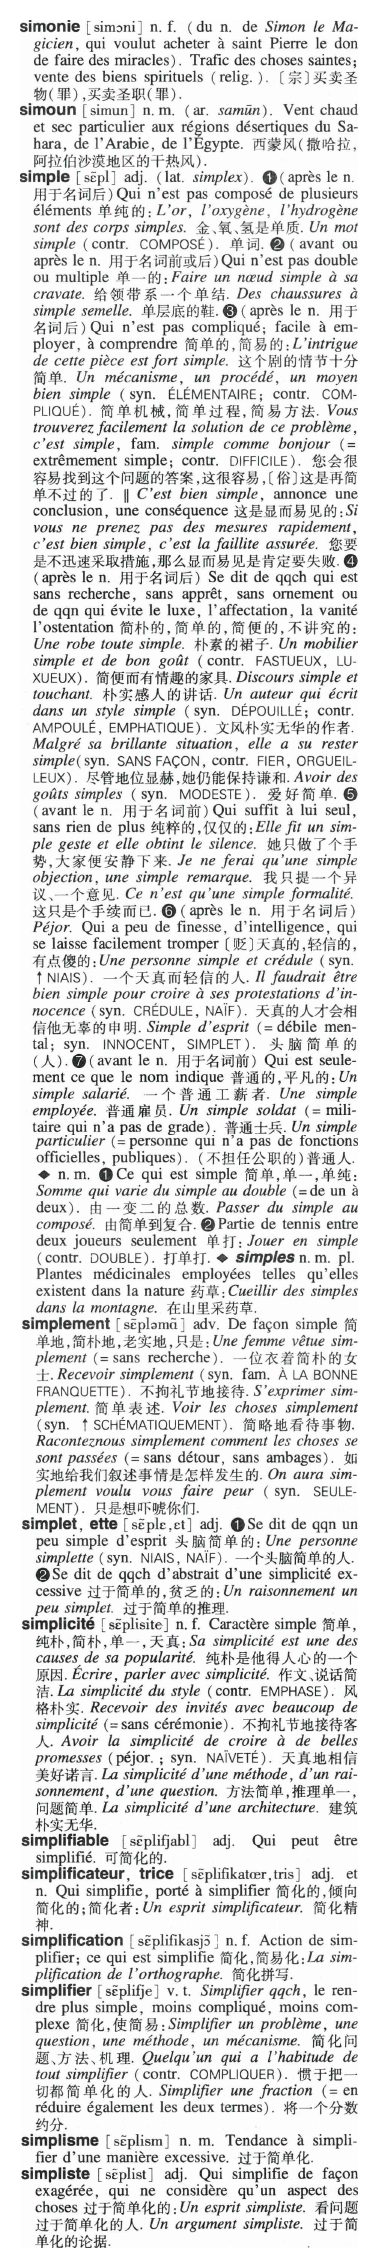 simonie [simɔni] n. f. (du n. de Simon le Ma-
gicien, qui voulut acheter à saint Pierre le don
de faire des miracles). Trafic des choses saintes;
vente des biens spirituels (relig.). [宗]买卖圣
物(罪),买卖圣职(罪).
simoun [simun] n. m. (ar. samūn). Vent chaud
et sec particulier aux régions désertiques du Sa-
hara, de l'Arabie, de l'Égypte. 西蒙风(撒哈拉,
阿拉伯沙漠地区的干热风).
simple [sɛ̃pl] adj. (lat. simplex). ❶(après le n.
用于名词后)Qui n'est pas composé de plusieurs
éléments 单纯的:L'or, l'oxygène, l'hydrogène
sont des corps simples. 金、氧、氢是单质. Un mot
simple (contr. COMPOSÉ). 单词. ❷(avant ou
après le n. 用于名词前或后)Qui n'est pas double
ou multiple 单一的:Faire un nœud simple à sa
cravate. 给领带系一个单结. Des chaussures à
simple semelle. 单层底的鞋. ❸(après le n. 用于
名词后)Qui n'est pas compliqué; facile à em-
ployer, à comprendre 简单的,简易的:L'intrigue
de cette pièce est fort simple. 这个剧的情节十分
简单. Un mécanisme, un procédé, un moyen
bien simple (syn. ÉLÉMENTAIRE; contr. COM-
PLIQUÉ). 简单机械,简单过程,简易方法. Vous
trouverez facilement la solution de ce problème,
c'est simple, fam. simple comme bonjour (=
extrêmement simple; contr. DIFFICILE). 您会很
容易找到这个问题的答案,这很容易,[俗]这是再简
单不过的了. ‖ C'est bien simple, annonce une
conclusion, une conséquence 这是显而易见的:Si
vous ne prenez pas des mesures rapidement,
c'est bien simple, c'est la faillite assurée. 您要
是不迅速采取措施,那么显而易见是肯定要失败. ❹
(après le n. 用于名词后) Se dit de qqch qui est
sans recherche, sans apprêt, sans ornement ou
de qqn qui évite le luxe, l'affectation, la vanité
l'ostentation 简朴的,简单的,简便的,不讲究的:
Une robe toute simple. 朴素的裙子. Un mobilier
simple et de bon goût (contr. FASTUEUX, LU-
XUEUX). 简便而有情趣的家具. Discours simple et
touchant. 朴实感人的讲话. Un auteur qui écrit
dans un style simple (syn. DÉPOUILLÉ; contr.
AMPOULÉ, EMPHATIQUE). 文风朴实无华的作者.
Malgré sa brillante situation, elle a su rester
simple(syn. SANS FAÇON, contr. FIER, ORGUEIL-
LEUX). 尽管地位显赫,她仍能保持谦和. Avoir des
goûts simples (syn. MODESTE). 爱好简单. ❺
(avant le n. 用于名词前)Qui suffit à lui seul,
sans rien de plus 纯粹的,仅仅的:Elle fit un sim-
ple geste et elle obtint le silence. 她只做了个手
势,大家便安静下来. Je ne ferai qu'une simple
objection, une simple remarque. 我只提一个异
议、一个意见. Ce n'est qu'une simple formalité.
这只是个手续而已. ❻(après le n. 用于名词后)
Péjor. Qui a peu de finesse, d'intelligence, qui
se laisse facilement tromper [贬]天真的,轻信的,
有点傻的:Une personne simple et crédule (syn.
↑NIAIS). 一个天真而轻信的人. Il faudrait être
bien simple pour croire à ses protestations d'in-
nocence (syn. CRÉDULE, NAÏF). 天真的人才会相
信他无辜的申明. Simple d'esprit (=débile men-
tal; syn. INNOCENT, SIMPLET). 头脑简单的
(人). ❼(avant le n. 用于名词前) Qui est seule-
ment ce que le nom indique 普通的,平凡的:Un
simple salarié. 一个普通工薪者. Une simple
employée. 普通雇员. Un simple soldat (=mili-
taire qui n'a pas de grade). 普通士兵. Un simple
particulier (=personne qui n'a pas de fonctions
officielles, publiques). (不担任公职的)普通人.
◆ n. m. ❶Ce qui est simple 简单,单一,单纯:
Somme qui varie du simple au double (=de un à
deux). 由一变二的总数. Passer du simple au
composé. 由简单到复合. ❷Partie de tennis entre
deux joueurs seulement 单打:Jouer en simple
(contr. DOUBLE). 打单打. ◆ simples n. m. pl.
Plantes médicinales employées telles qu'elles
existent dans la nature 药草:Cueillir des simples
dans la montagne. 在山里采药草.
simplement [sɛ̃pləmɑ̃] adv. De façon simple 简
单地,简朴地,老实地,只是:Une femme vêtue sim-
plement (=sans recherche). 一位衣着简朴的女
士. Recevoir simplement (syn. fam. À LA BONNE
FRANQUETTE). 不拘礼节地接待. S'exprimer sim-
plement. 简单表述. Voir les choses simplement
(syn. ↑SCHÉMATIQUEMENT). 简略地看待事物.
Racontez­nous simplement comment les choses se
sont passées (=sans détour, sans ambages). 如
实地给我们叙述事情是怎样发生的. On aura sim-
plement voulu vous faire peur (syn. SEULE-
MENT). 只是想吓唬你们.
simplet, ette [sɛ̃plɛ,ɛt] adj. ❶Se dit de qqn un
peu simple d'esprit 头脑简单的: Une personne
simplette (syn. NIAIS, NAÏF). 一个头脑简单的人.
❷Se dit de qqch d'abstrait d'une simplicité ex-
cessive 过于简单的,贫乏的:Un raisonnement un
peu simplet. 过于简单的推理.
simplicité [sɛ̃plisite] n. f. Caractère simple 简单,
纯朴,简朴,单一,天真:Sa simplicité est une des
causes de sa popularité. 纯朴是他得人心的一个
原因. Écrire, parler avec simplicité. 作文、说话简
洁. La simplicité du style (contr. EMPHASE). 风
格朴实. Recevoir des invités avec beaucoup de
simplicité (=sans cérémonie). 不拘礼节地接待客
人. Avoir la simplicité de croire à de belles
promesses (péjor.; syn. NAÏVETÉ). 天真地相信
美好诺言. La simplicité d'une méthode, d'un rai-
sonnement, d'une question. 方法简单,推理单一,
问题简单. La simplicité d'une architecture. 建筑
朴实无华.
simplifiable [sɛ̃plifjabl] adj. Qui peut être
simplifié. 可简化的.
simplificateur, trice [sɛ̃plifikatœr,tris] adj. et
n. Qui simplifie, porté à simplifier 简化的,倾向
简化的;简化者:Un esprit simplificateur. 简化精
神.
simplification [sɛ̃plifikasjɔ̃] n. f. Action de sim-
plifier; ce qui est simplifie 简化,简易化:La sim-
plification de l'orthographe. 简化拼写.
simplifier [sɛ̃plifje] v. t. Simplifier qqch, le ren-
dre plus simple, moins compliqué, moins com-
plexe 简化,使简易:Simplifier un problème, une
question, une méthode, un mécanisme. 简化问
题、方法、机理. Quelqu'un qui a l'habitude de
tout simplifier (contr. COMPLIQUER). 惯于把一
切都简单化的人. Simplifier une fraction (=en
réduire également les deux termes). 将一个分数
约分.
simplisme [sɛ̃plism] n. m. Tendance à simpli-
fier d'une manière excessive. 过于简单化.
simpliste [sɛ̃plist] adj. Qui simplifie de façon
exagérée, qui ne considère qu'un aspect des
choses 过于简单化的:Un esprit simpliste. 看问题
过于简单化的人. Un argument simpliste. 过于简
单化的论据.